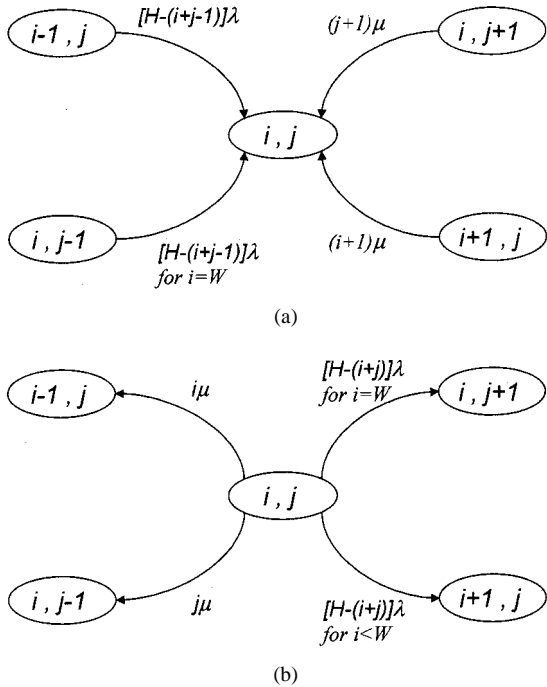 [H-(i+j-1)]λ
(j+1)μ
i-1 , j
i , j+1
i , j
i , j-1
i+1 , j
[H-(i+j-1)]λ
for i=W
(i+1)μ
(a)
[H-(i+j)]λ
for i=W
i-1 , j
iμ
i , j+1
i , j
i , j-1
jμ
i+1 , j
[H-(i+j)]λ
for i<W
(b)